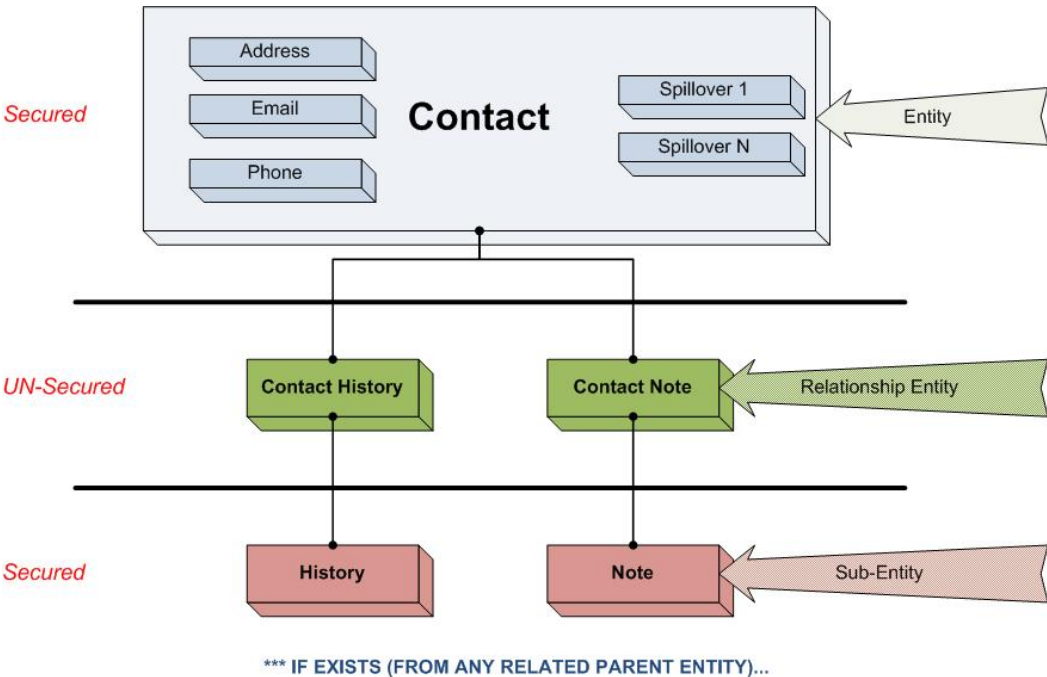 Address
Email
Phone
Contact
Spillover 1
Spillover N
Secured
Entity
UN-Secured
Contact History
Contact Note
Relationship Entity
Secured
History
Note
Sub-Entity
*** IF EXISTS (FROM ANY RELATED PARENT ENTITY)...